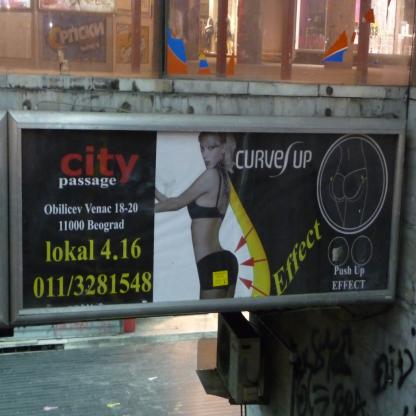 СРПСКИ
city
passage
Obilicev Venac 18-20
11000 Beograd
lokal 4.16
011/3281548
CURVES UP
Effect
Push Up
EFFECT